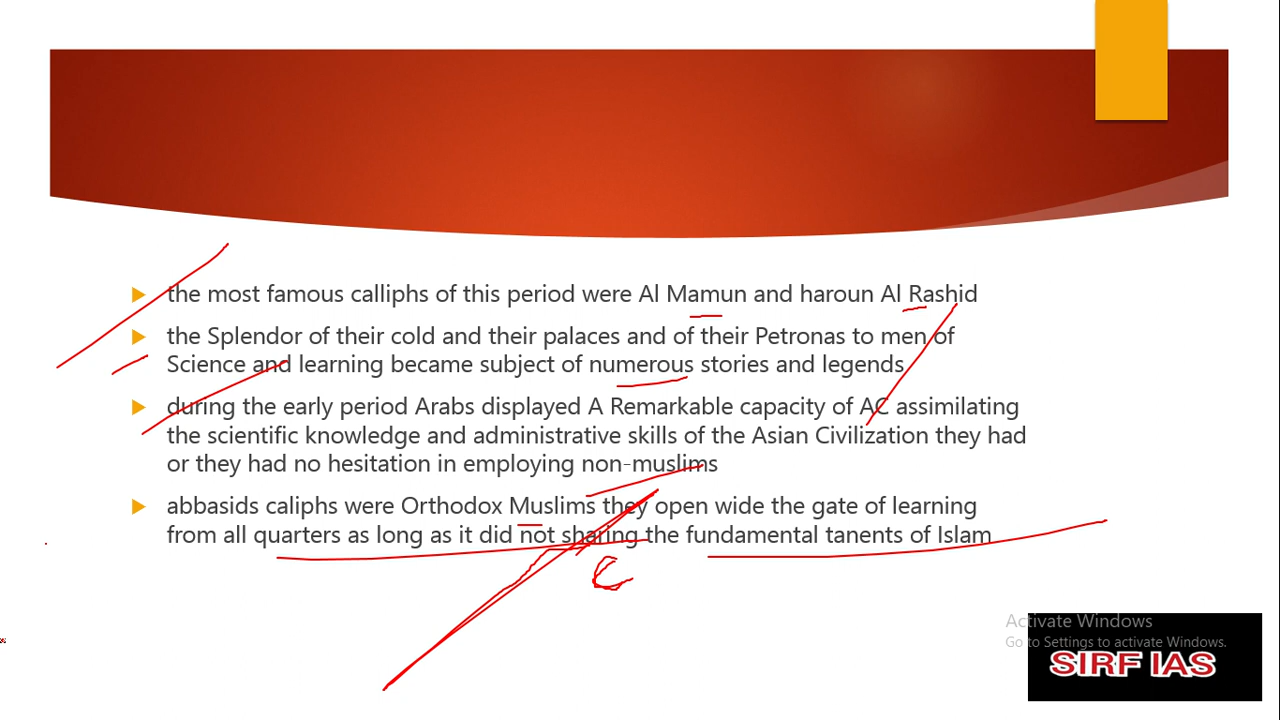 the most famous calliphs of this period were Al Mamun and haroun Al Rashid
the Splendor of their cold and their palaces and of their Petronas to men of
Science and learning became subject of numerous stories and legends
during the early period Arabs displayed A Remarkable capacity of AC assimilating
the scientific knowledge and administrative skills of the Asian Civilization they had
or they had no hesitation in employing non-muslims
abbasids caliphs were Orthodox Muslims they open wide the gate of learning
from all quarters as long as it did not sharing the fundamental tanents of Islam
Activate Windows
Go to Settings to activate Windows.
SIRF IAS